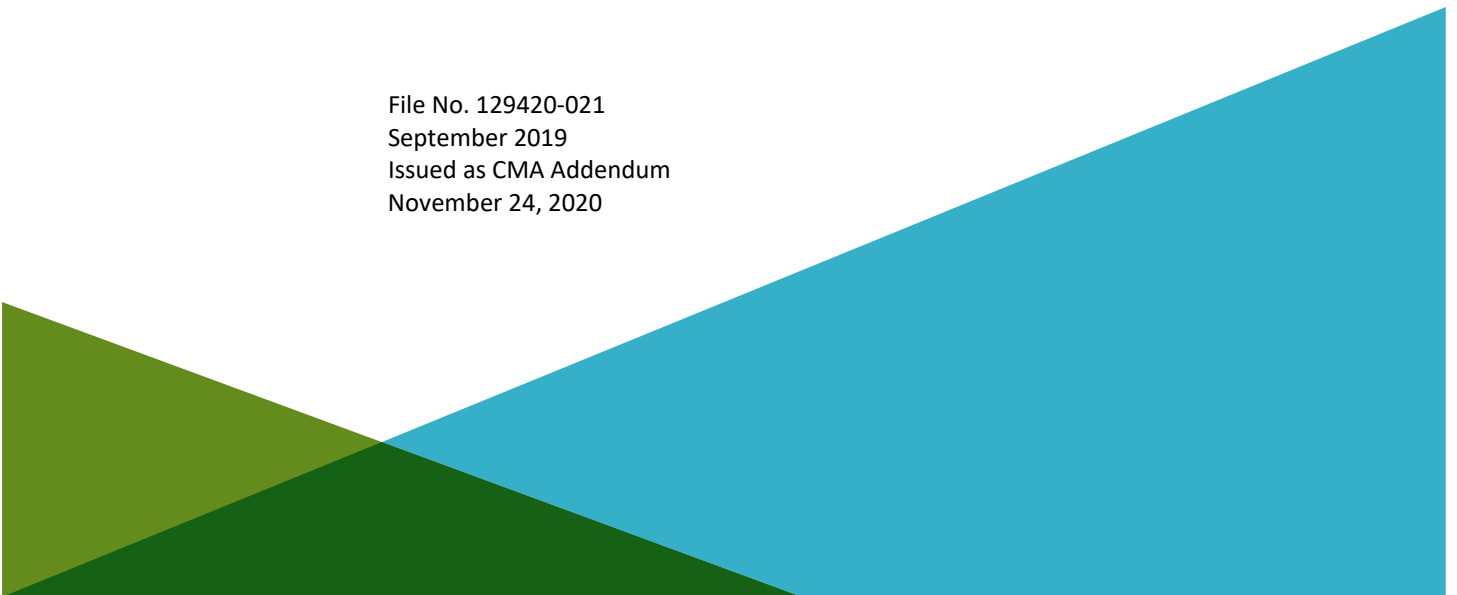 File No. 129420-021
September 2019
Issued as CMA Addendum
November 24, 2020